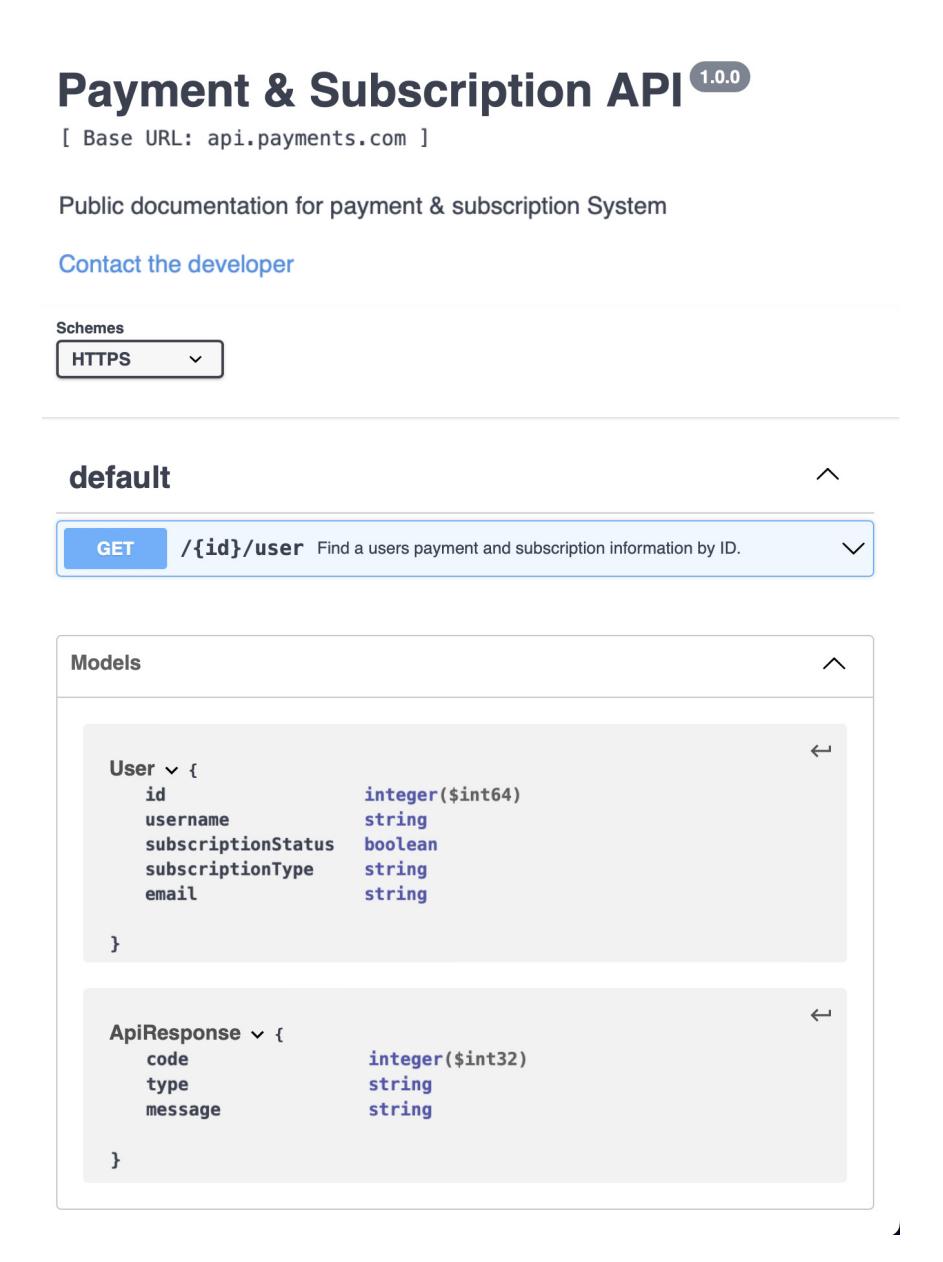 Payment & Subscription API 1.0.0
[ Base URL: api.payments.com ]
Public documentation for payment & subscription System
Contact the developer
Schemes
HTTPS
default
GET /{id}/user Find a users payment and subscription information by ID.
Models
User {
id integer($int64)
username string
subscriptionStatus boolean
subscriptionType string
email string
}
ApiResponse {
code integer($int32)
type string
message string
}